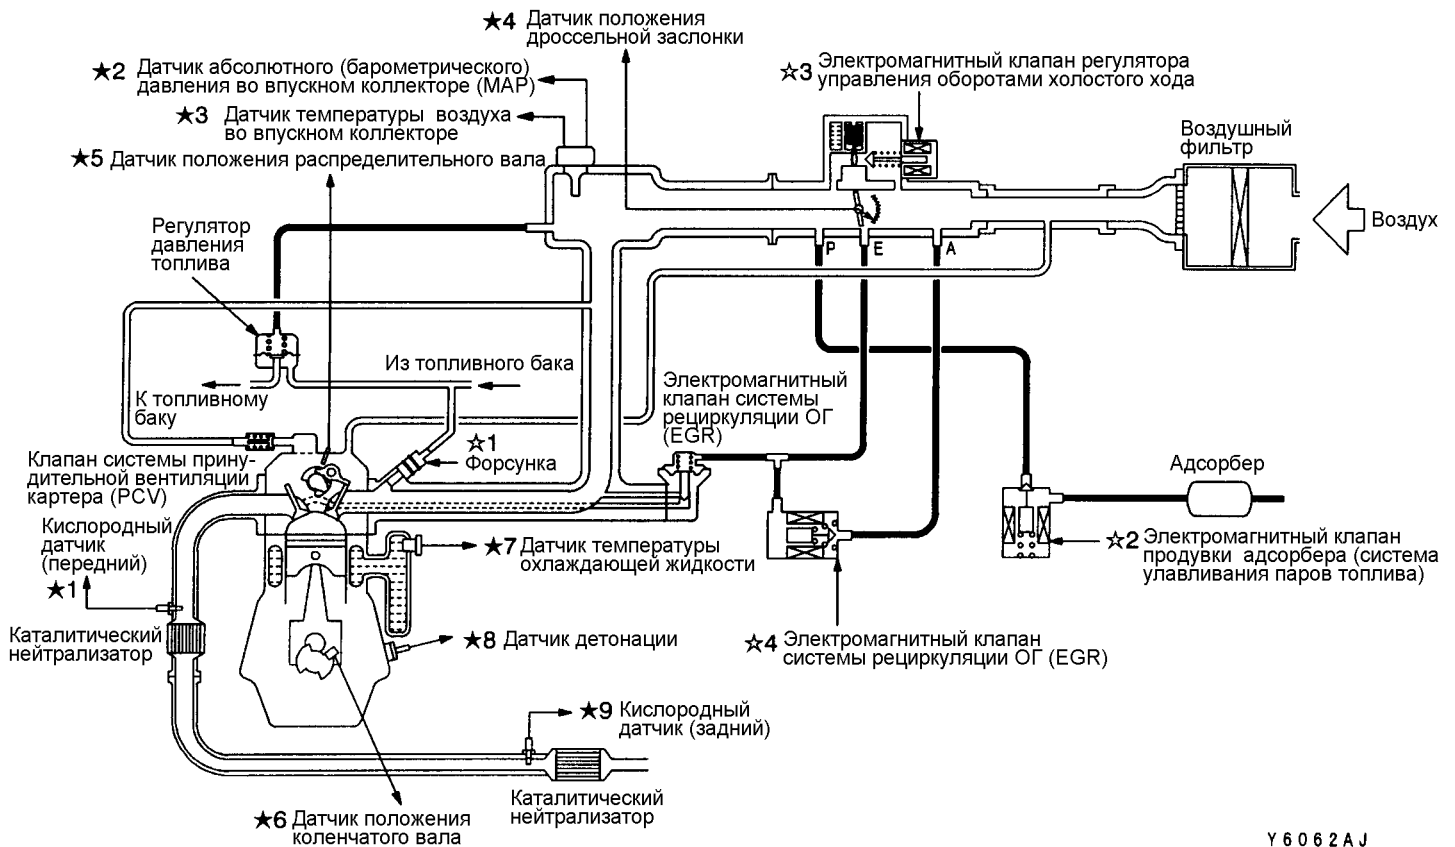 ★4 Датчик положения
дроссельной заслонки
★2 Датчик абсолютного (барометрического)
давления во впускном коллекторе (MAP)
☆3 Электромагнитный клапан регулятора
управления оборотами холостого хода
★3 Датчик температуры воздуха
во впускном коллекторе
★5 Датчик положения распределительного вала
Воздушный
фильтр
Воздух
Регулятор
давления
топлива
P
E
A
Из топливного бака
К топливному
баку
Электромагнитный
клапан системы
рециркуляции ОГ
(EGR)
☆1
Форсунка
Клапан системы прину-
дительной вентиляции
картера (PCV)
Адсорбер
Кислородный
датчик
(передний)
★1
★7 Датчик температуры
охлаждающей жидкости
☆2 Электромагнитный клапан
продувки адсорбера (система
улавливания паров топлива)
Каталитический
нейтрализатор
★8 Датчик детонации
☆4 Электромагнитный клапан
системы рециркуляции ОГ (EGR)
★9 Кислородный
датчик (задний)
Каталитический
нейтрализатор
★6 Датчик положения
коленчатого вала
Y6062AJ